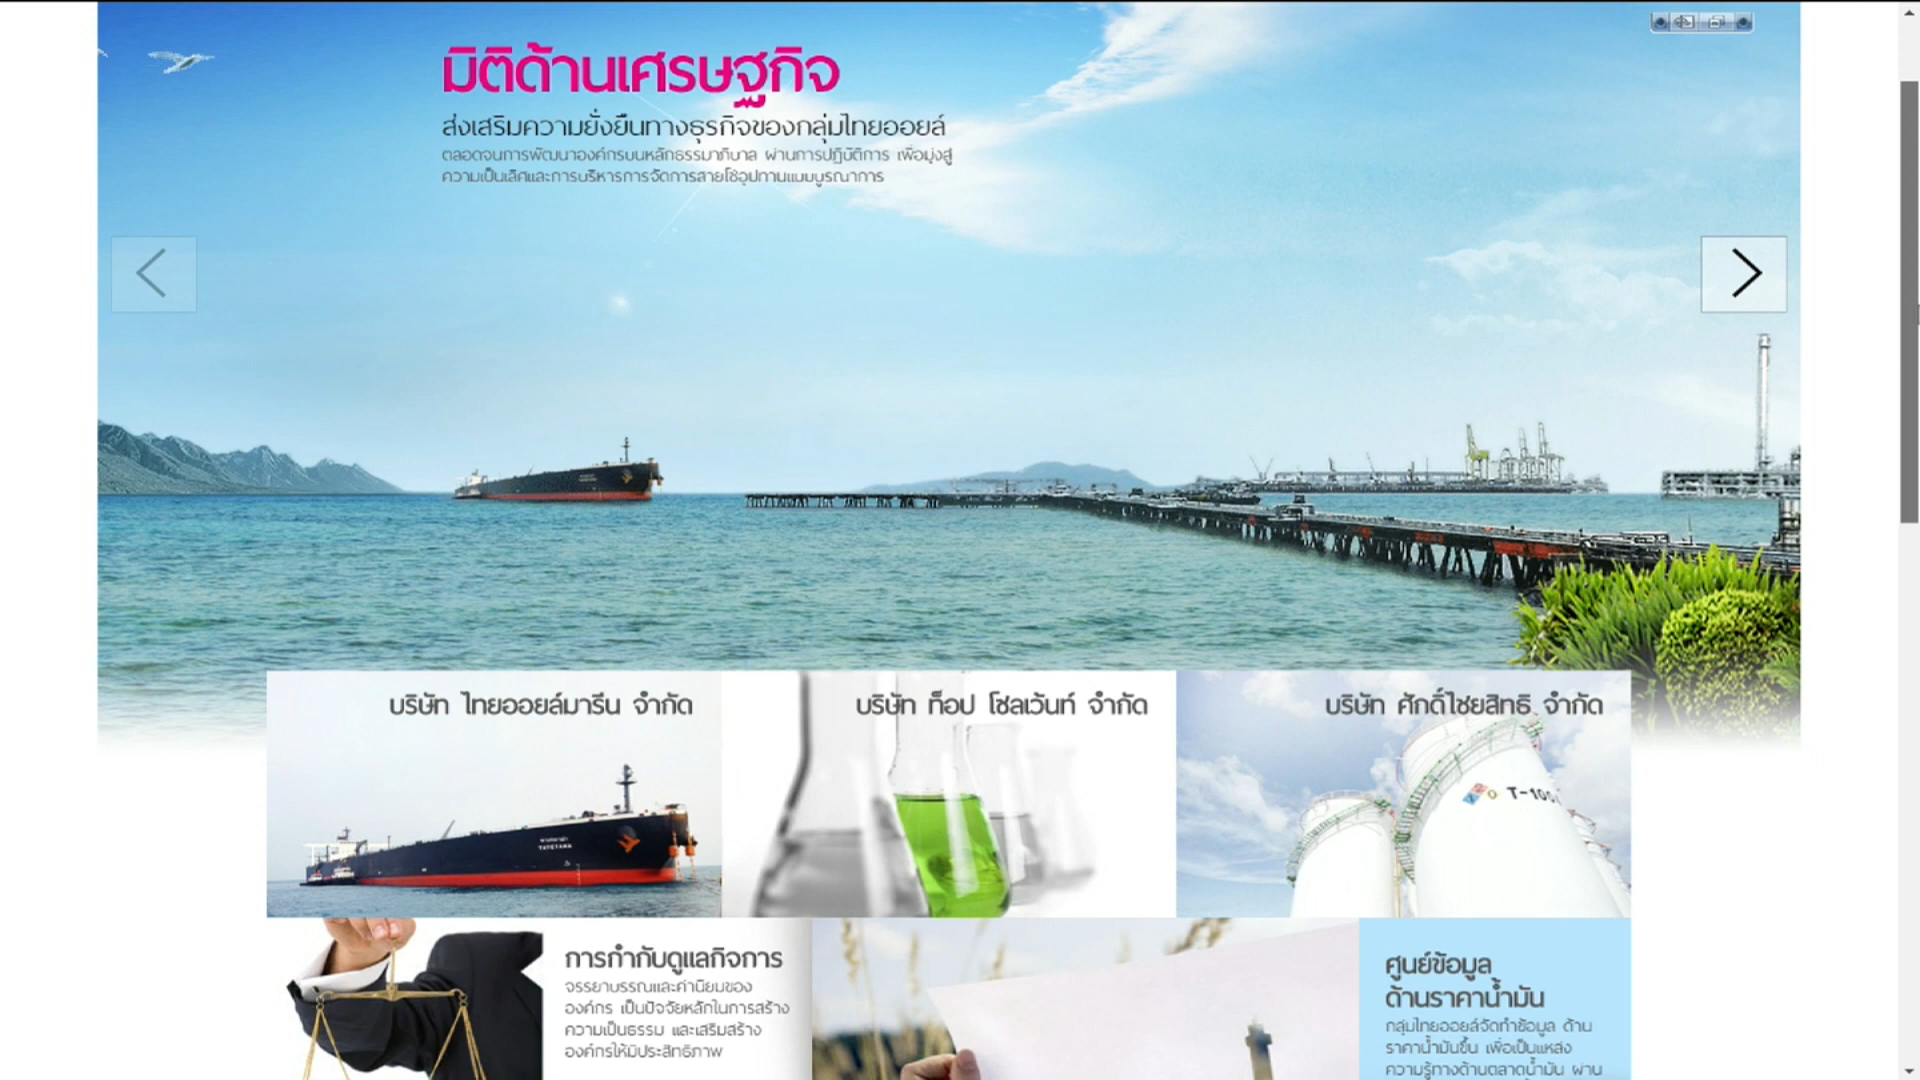 มิติด้านเศรษฐกิจ
ส่งเสริมความยั่งยืนทางธุรกิจของกลุ่มไทยออยล์
ตลอดจนการพัฒนาองค์กรบนหลักธรรมาภิบาล ผ่านการปฏิบัติการ เพื่อมุ่งสู่
ความเป็นเลิศและการบริหารการจัดการสายโซ่อุปทานแบบบูรณาการ
บริษัท ไทยออยล์มารีน จำกัด
บริษัท ท็อป โซลเว้นท์ จำกัด
บริษัท ศักดิ์ไชยสิทธิ จำกัด
T-100
TATEYAMA
การกำกับดูแลกิจการ
จรรยาบรรณและค่านิยมของ
องค์กร เป็นปัจจัยหลักในการสร้าง
ความเป็นธรรม และเสริมสร้าง
องค์กรให้มีประสิทธิภาพ
ศูนย์ข้อมูล
ด้านราคาน้ำมัน
กลุ่มไทยออยล์จัดทำข้อมูล ด้าน
ราคาน้ำมันขึ้น เพื่อเป็นแหล่ง
ความรู้ทางด้านตลาดน้ำมัน ผ่าน